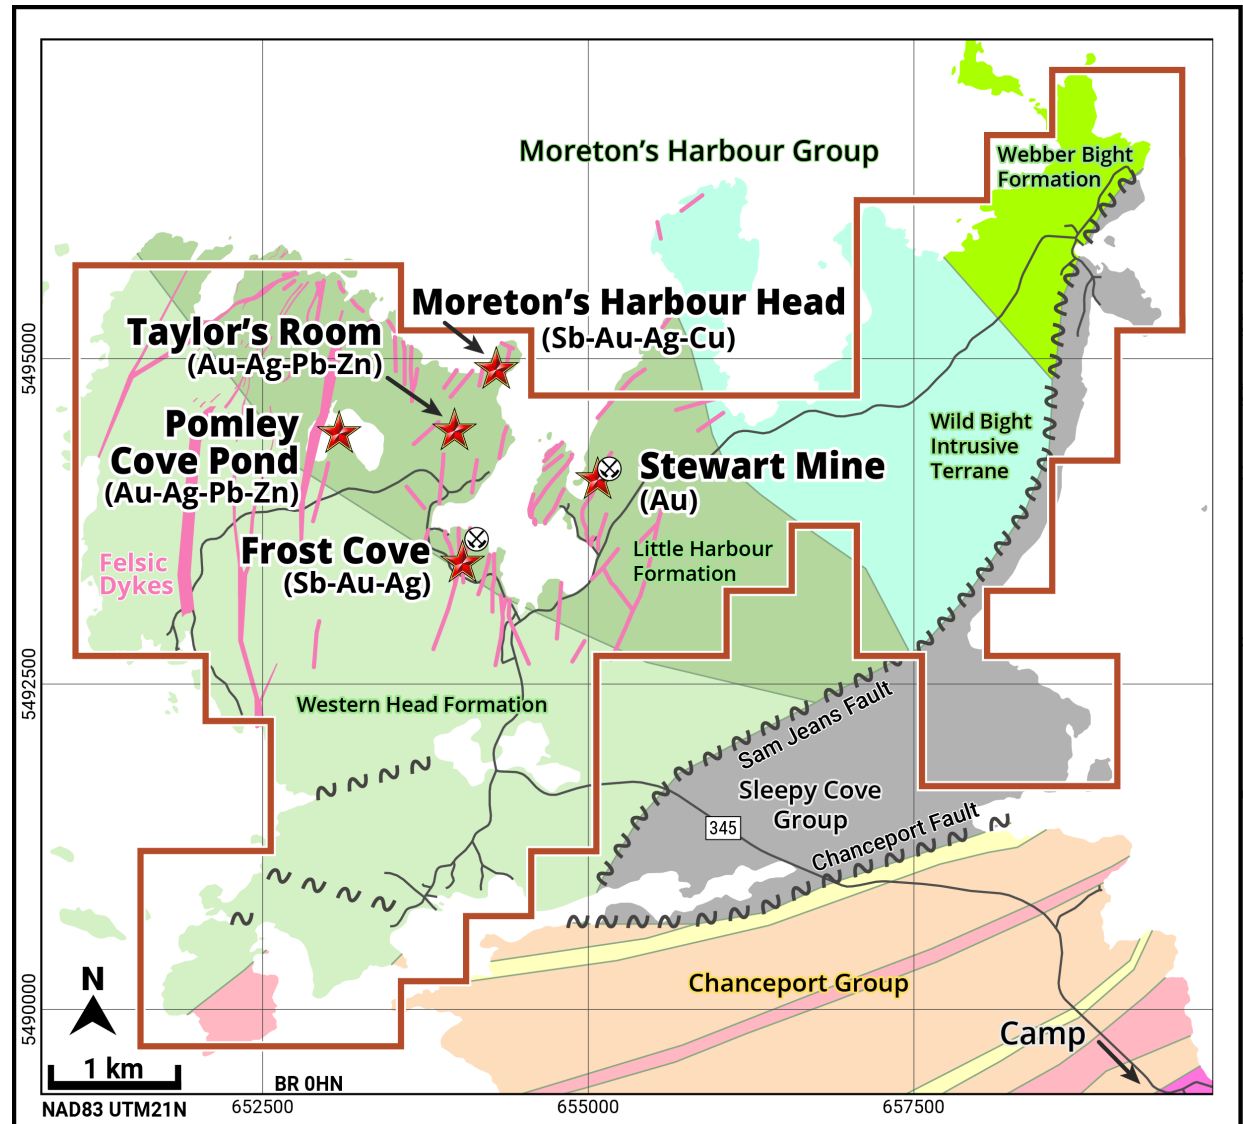 Moreton's Harbour Group
Webber Bight
Formation
Moreton's Harbour Head
(Sb-Au-Ag-Cu)
Taylor's Room
(Au-Ag-Pb-Zn)
Pomley
Cove Pond
(Au-Ag-Pb-Zn)
Wild Bight
Intrusive
Terrane
Stewart Mine
(Au)
Frost Cove
(Sb-Au-Ag)
Little Harbour
Formation
Felsic
Dykes
Western Head Formation
Sam Jeans Fault
Sleepy Cove
Group
345
Chanceport Fault
Chanceport Group
Camp
N
1 km
BR 0HN
NAD83 UTM21N
652500
655000
657500
5495000
5492500
5490000